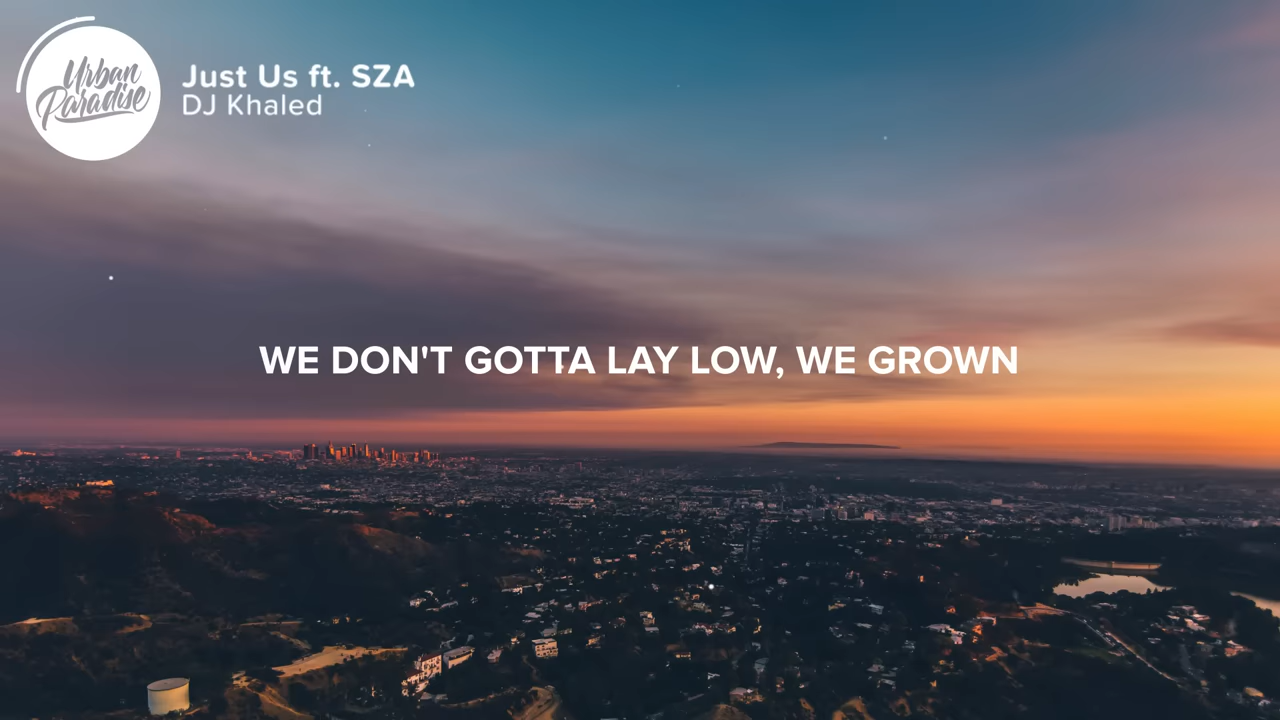 Urban
Paradise
Just Us ft. SZA
DJ Khaled
WE DON'T GOTTA LAY LOW, WE GROWN